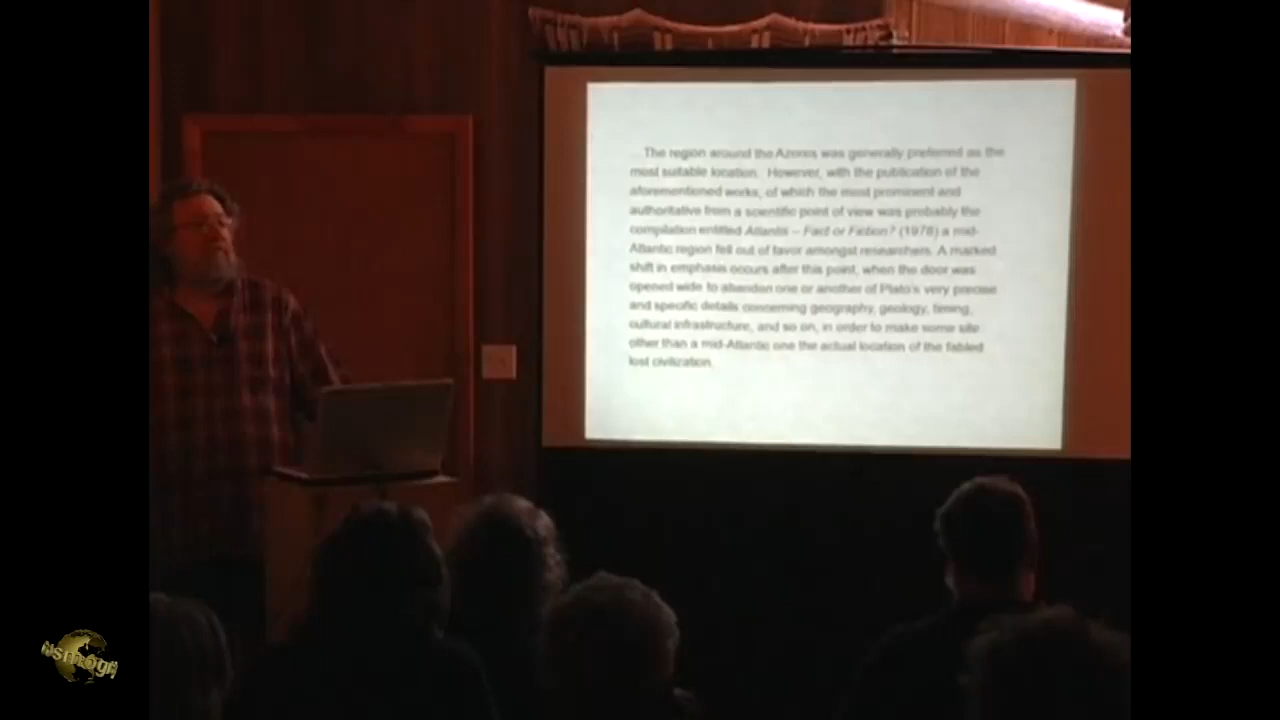 The region around the Azores was generally preferred as the
most suitable location. However, with the publication of the
aforementioned works, of which the most prominent and
authoritative from a scientific point of view was probably the
compilation entitled Atlantis – Fact or Fiction? (1978) a mid-
Atlantic region fell out of favor amongst researchers. A marked
shift in emphasis occurs after this point, when the door was
opened wide to abandon one or another of Plato's very precise
and specific details concerning geography, geology, timing,
cultural infrastructure, and so on, in order to make some site
other than a mid-Atlantic one the actual location of the fabled
lost civilization.